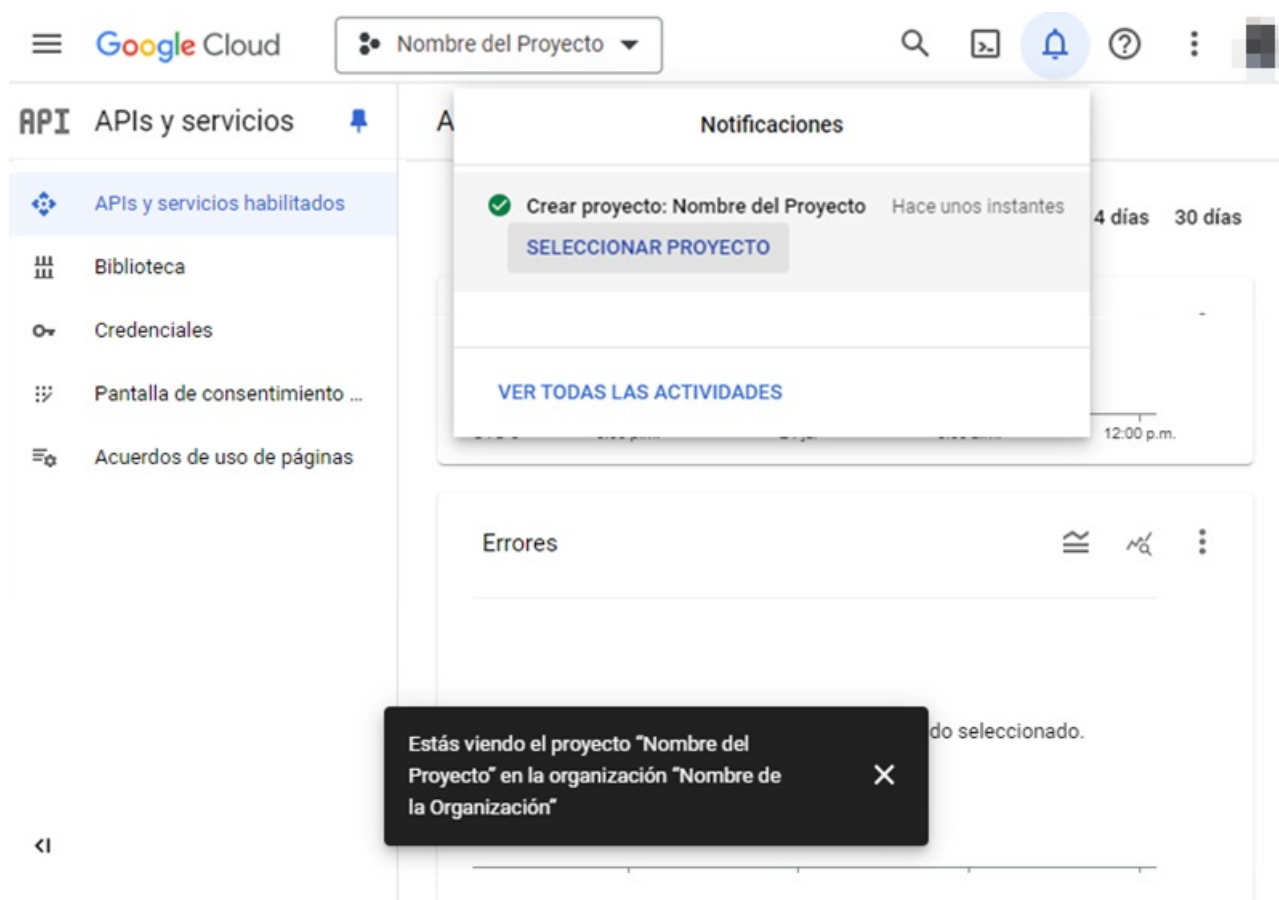 Google Cloud
Nombre del Proyecto
API APIs y servicios
A
Notificaciones
APIs y servicios habilitados
Biblioteca
Credenciales
Pantalla de consentimiento ...
Acuerdos de uso de páginas
Crear proyecto: Nombre del Proyecto Hace unos instantes
SELECCIONAR PROYECTO
4 días 30 días
VER TODAS LAS ACTIVIDADES
12:00 p.m.
Errores
do seleccionado.
Estás viendo el proyecto “Nombre del
Proyecto” en la organización “Nombre de
la Organización”